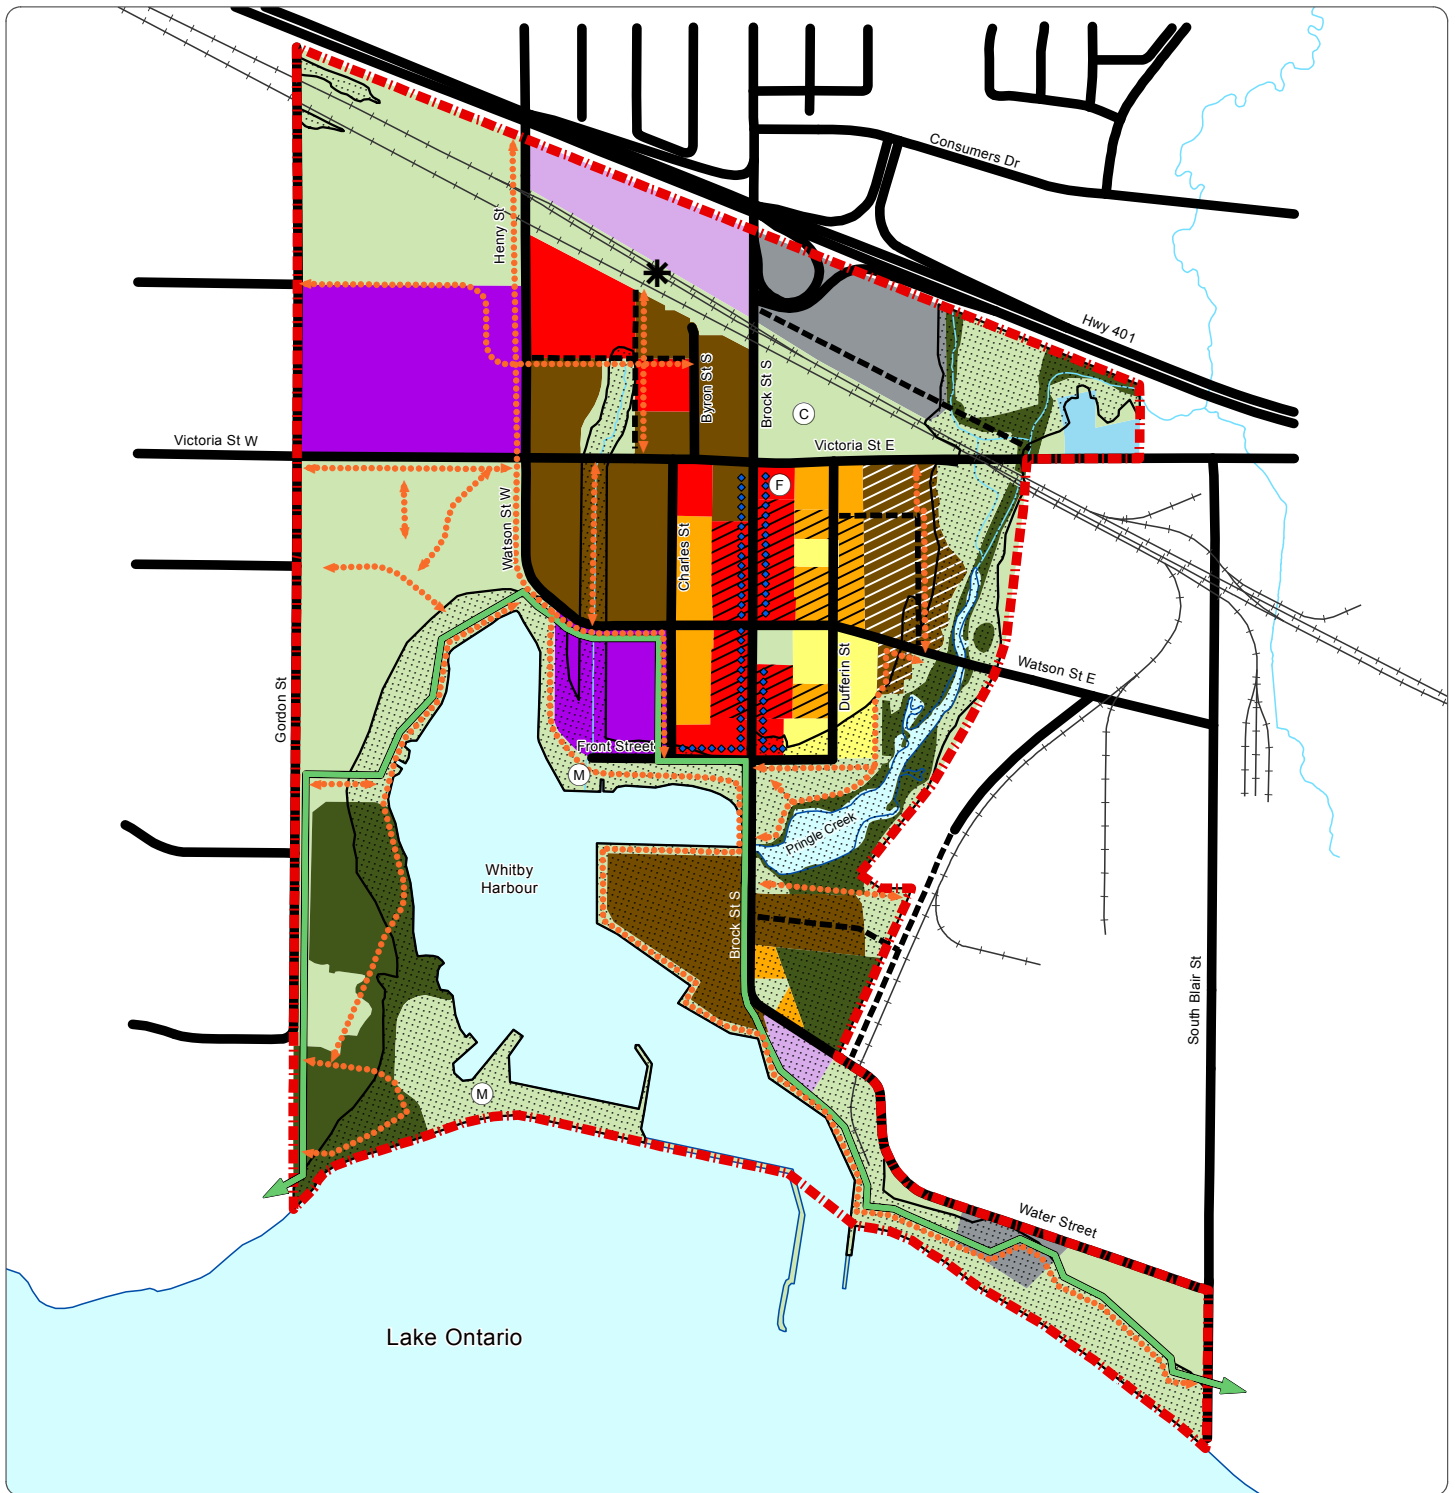 Consumers Dr
Henry St
Hwy 401
Byron St S
Brock St S
C
Victoria St W
Victoria St E
F
Watson St W
Charles St
Dufferin St
Watson St E
Gordon St
Front Street
M
Pringle Creek
Whitby
Harbour
Brock St S
South Blair St
M
Water Street
Lake Ontario